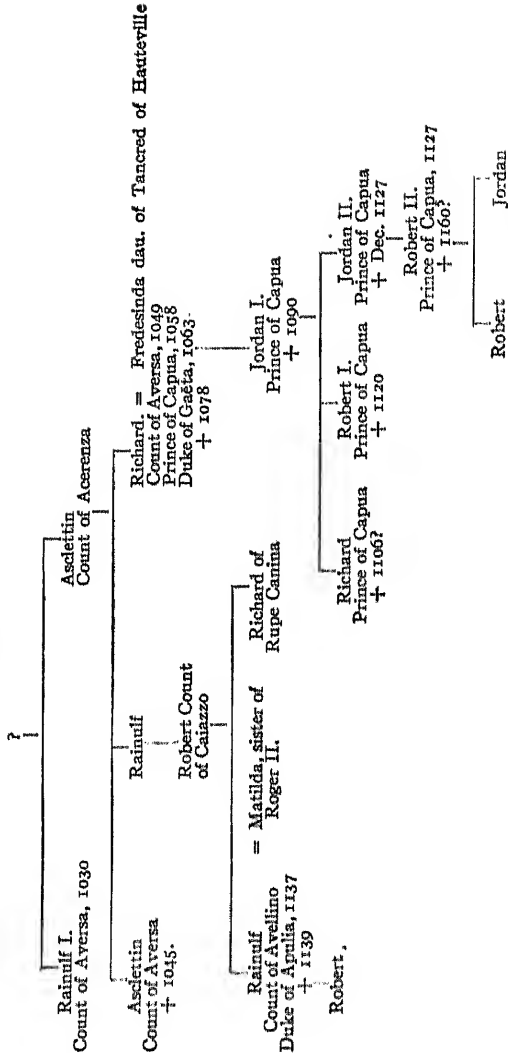 ?
Rainulf I.
Count of Aversa, 1030
Asclettin
Count of Acerenza
Asclettin
Count of Aversa
+ 1045.
Rainulf
Richard. = Fredesinda dau. of Tancred of Hauteville
Count of Aversa, 1049
Prince of Capua, 1058
Duke of Gaëta, 1063.
+ 1078
Robert Count
of Caiazzo
Jordan I.
Prince of Capua
+ 1090
Rainulf
Count of Avellino
Duke of Apulia, 1137
+ 1139
= Matilda, sister of
Roger II.
Richard of
Rupe Canina
Richard
Prince of Capua
+ 1106?
Robert I.
Prince of Capua
+ 1120
Jordan II.
Prince of Capua
+ Dec. 1127
Robert.
Robert II.
Prince of Capua, 1127
+ 1160?
Robert
Jordan